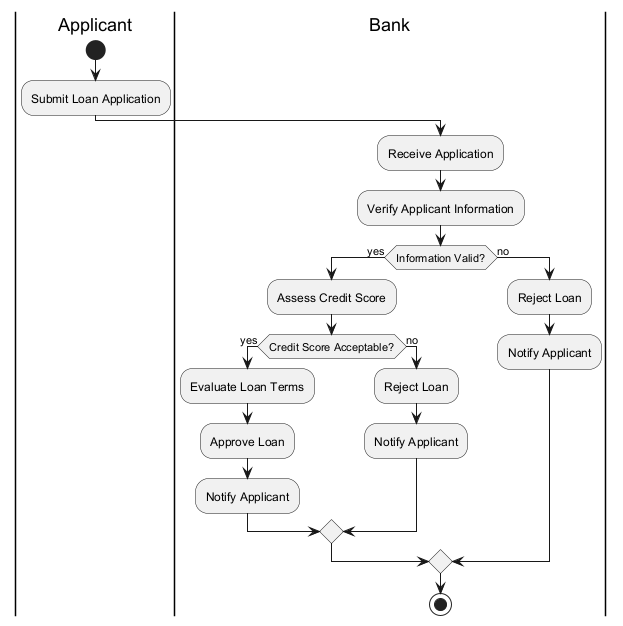 Applicant
Bank
Submit Loan Application
Receive Application
Verify Applicant Information
yes
Information Valid?
no
Assess Credit Score
Reject Loan
yes
Credit Score Acceptable?
no
Notify Applicant
Evaluate Loan Terms
Reject Loan
Approve Loan
Notify Applicant
Notify Applicant